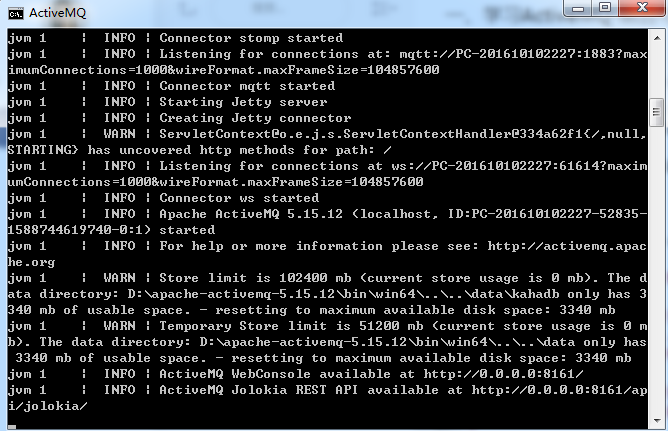 ActiveMQ
jvm 1    | INFO | Connector stomp started
jvm 1    | INFO | Listening for connections at: mqtt://PC-201610102227:1883?max
imumConnections=1000&wireFormat.maxFrameSize=104857600
jvm 1    | INFO | Connector mqtt started
jvm 1    | INFO | Starting Jetty server
jvm 1    | INFO | Creating Jetty connector
jvm 1    | WARN | ServletContext@o.e.j.s.ServletContextHandler@334a62f1{/,null,
STARTING} has uncovered http methods for path: /
jvm 1    | INFO | Listening for connections at ws://PC-201610102227:61614?maxim
umConnections=1000&wireFormat.maxFrameSize=104857600
jvm 1    | INFO | Connector ws started
jvm 1    | INFO | Apache ActiveMQ 5.15.12 (localhost, ID:PC-201610102227-52835-
1588744619740-0:1) started
jvm 1    | INFO | For help or more information please see: http://activemq.apac
he.org
jvm 1    | WARN | Store limit is 102400 mb (current store usage is 0 mb). The d
ata directory: D:\apache-activemq-5.15.12\bin\win64\..\..\data\kahadb only has 3
340 mb of usable space. - resetting to maximum available disk space: 3340 mb
jvm 1    | WARN | Temporary Store limit is 51200 mb (current store usage is 0 m
b). The data directory: D:\apache-activemq-5.15.12\bin\win64\..\..\data only has
 3340 mb of usable space. - resetting to maximum available disk space: 3340 mb
jvm 1    | INFO | ActiveMQ WebConsole available at http://0.0.0.0:8161/
jvm 1    | INFO | ActiveMQ Jolokia REST API available at http://0.0.0.0:8161/ap
i/jolokia/